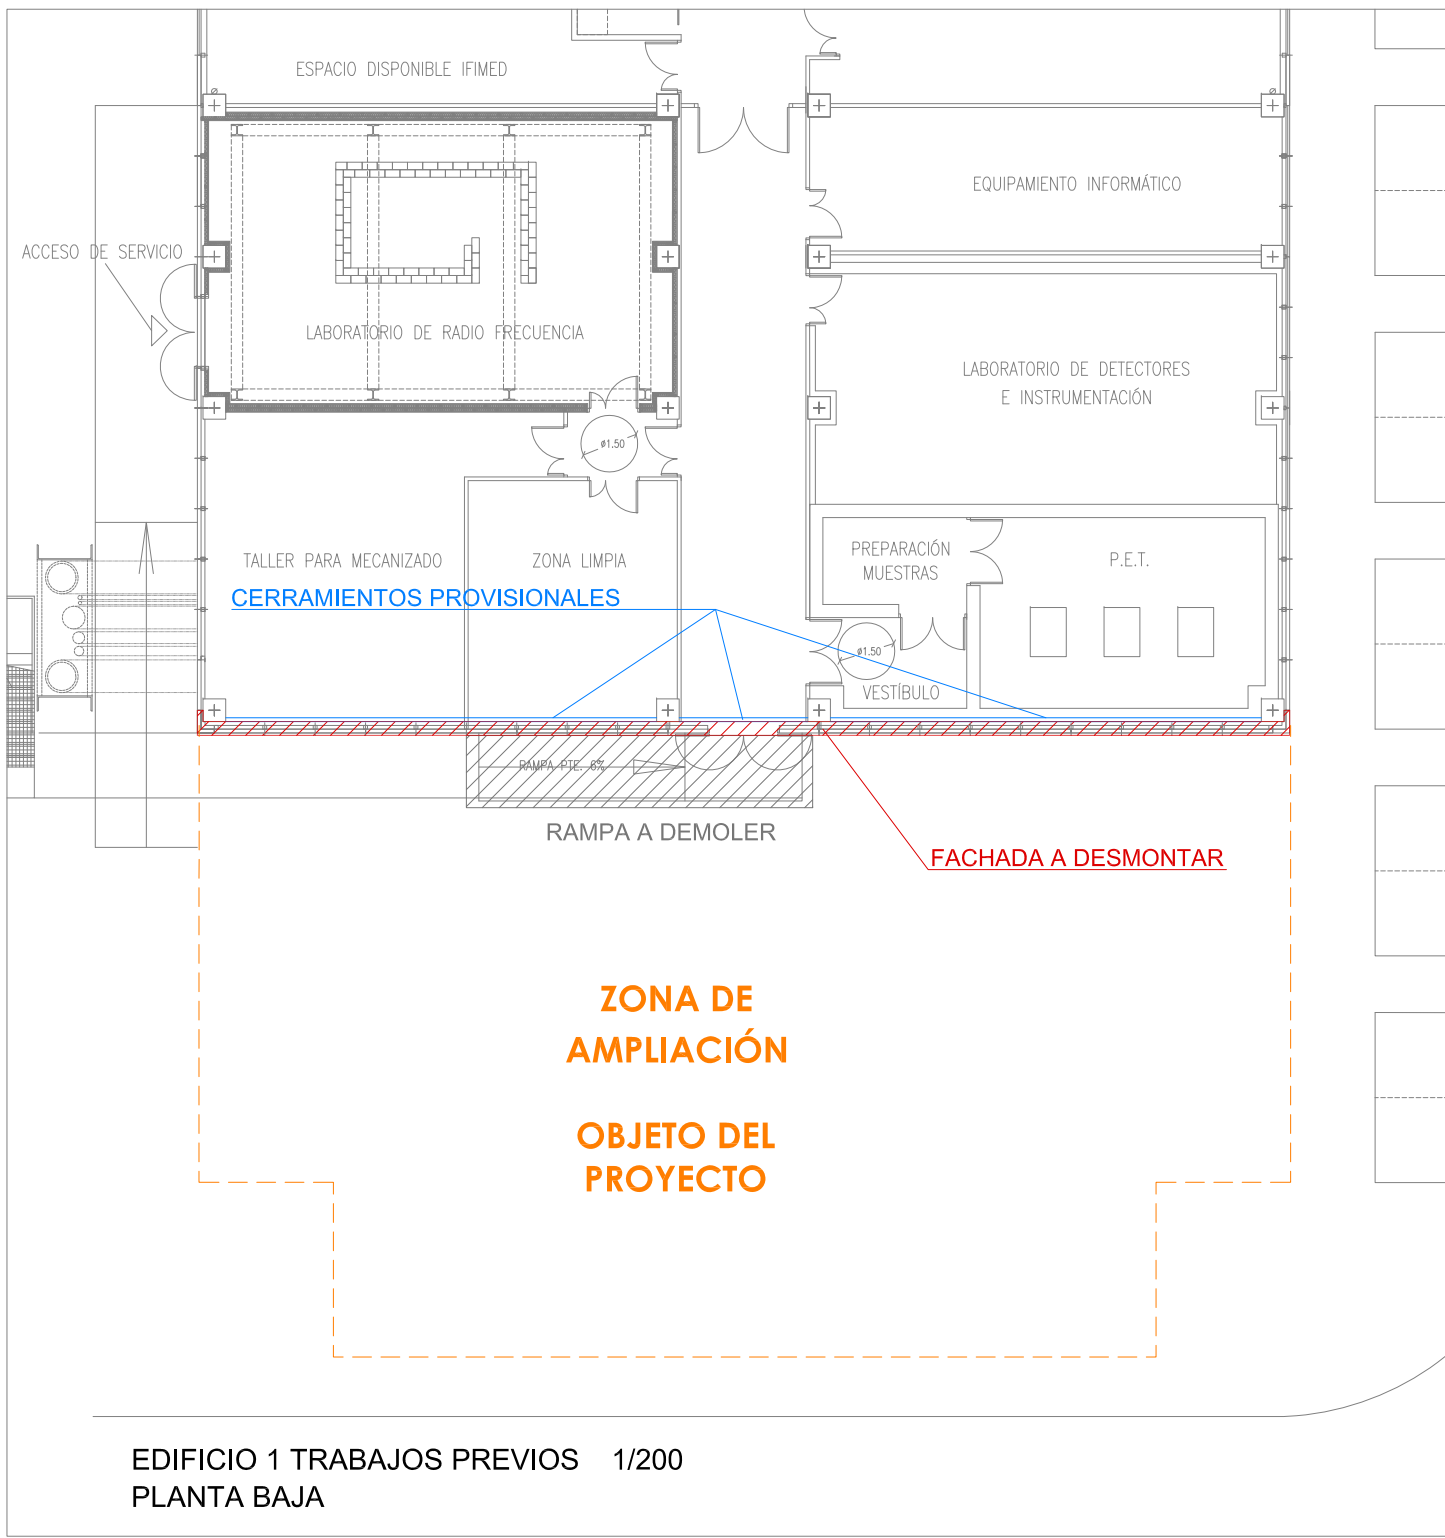 ESPACIO DISPONIBLE IFIMED
EQUIPAMIENTO INFORMÁTICO
ACCESO DE SERVICIO
LABORATORIO DE RADIO FRECUENCIA
LABORATORIO DE DETECTORES
E INSTRUMENTACIÓN
ø1.50
TALLER PARA MECANIZADO
ZONA LIMPIA
PREPARACIÓN
MUESTRAS
P.E.T.
CERRAMIENTOS PROVISIONALES
ø1.50
VESTÍBULO
RAMPA PTE. 6%
RAMPA A DEMOLER
FACHADA A DESMONTAR
ZONA DE
AMPLIACIÓN
OBJETO DEL
PROYECTO
EDIFICIO 1 TRABAJOS PREVIOS 1/200
PLANTA BAJA